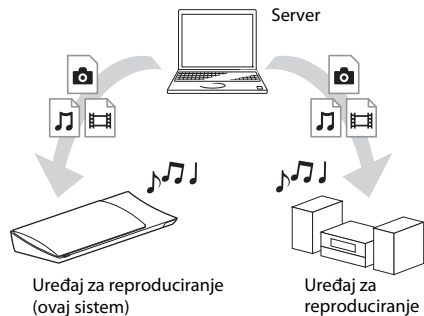 Server
Uređaj za reproduciranje
(ovaj sistem)
Uređaj za
reproduciranje